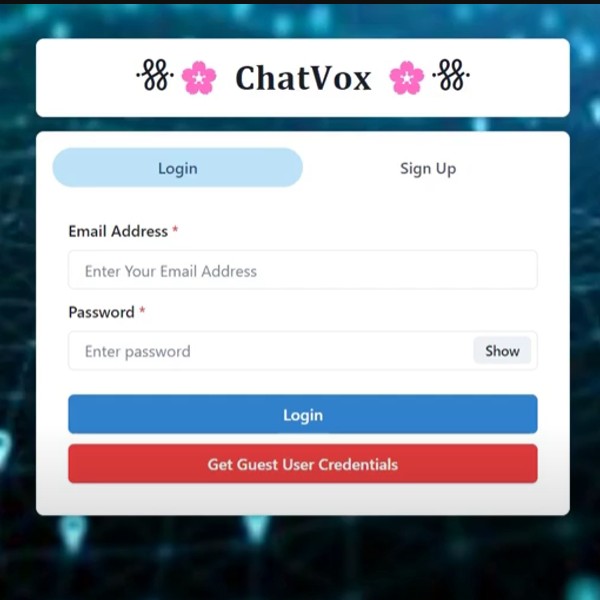 ꕥ🌸 ChatVox 🌸ꕥ
Login Sign Up
Email Address *
Enter Your Email Address
Password *
Enter password Show
Login
Get Guest User Credentials